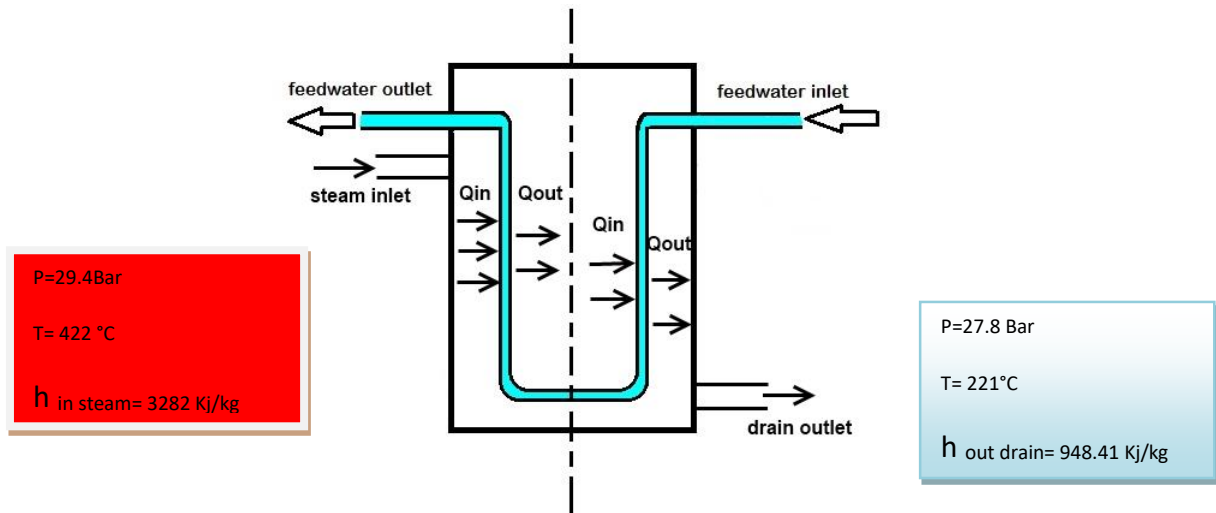 feedwater outlet
feedwater inlet
steam inlet
Qin
Qout
Qin
Qout
P=29.4Bar
T= 422 °C
h in steam= 3282 Kj/kg
P=27.8 Bar
T= 221°C
h out drain= 948.41 Kj/kg
drain outlet